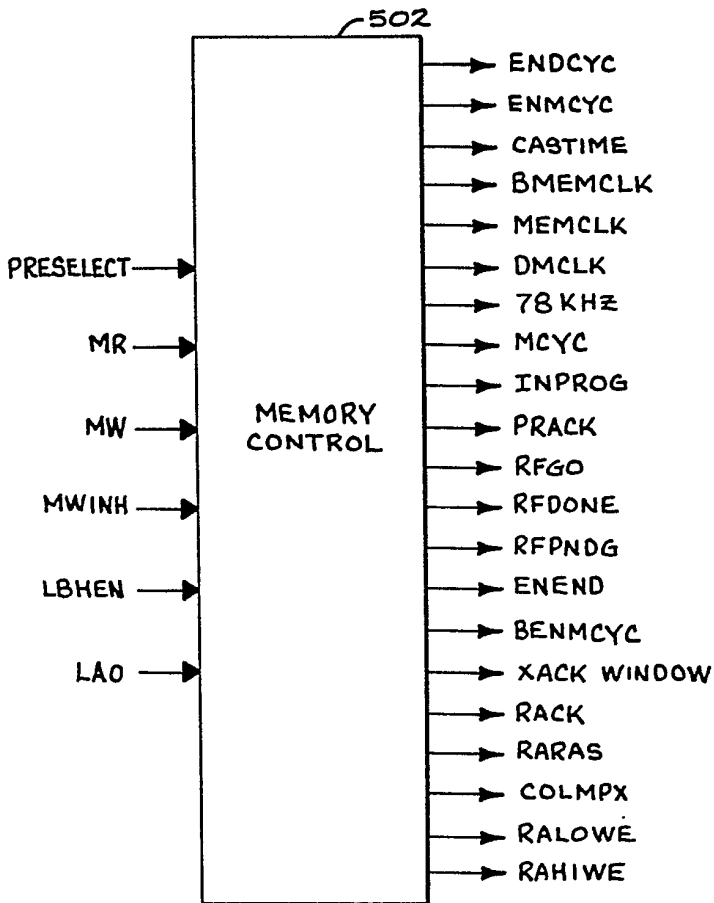 502
PRESELECT
MR
MW
MWINH
LBHEN
LAO
MEMORY
CONTROL
ENDCYC
ENMCYC
CASTIME
BMEMCLK
MEMCLK
DMCLK
78 KHZ
MCYC
INPROG
PRACK
RFGO
RFDONE
RFPNDG
ENEND
BENMCYC
XACK WINDOW
RACK
RARAS
COLMPX
RALOWE
RAHIWE